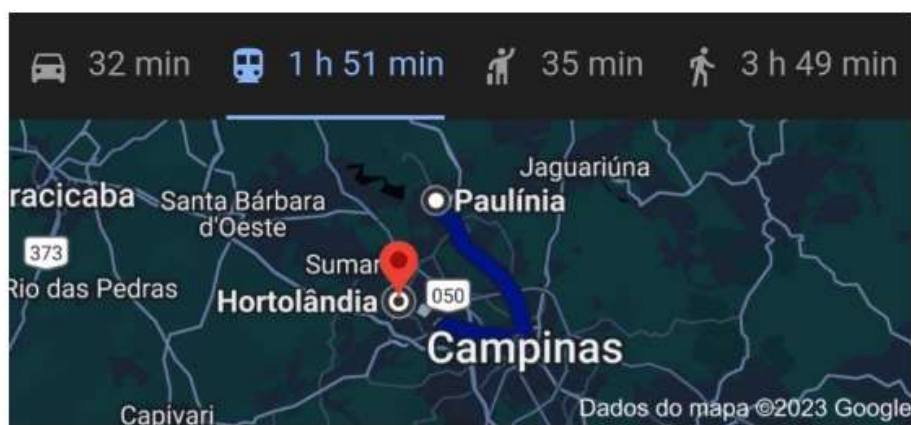 32 min 1 h 51 min 35 min 3 h 49 min
Jaguariúna
racicaba
Santa Bárbara
d'Oeste
Paulínia
373
Sumar
Rio das Pedras
Hortolândia
050
Campinas
Capivari
Dados do mapa ©2023 Google